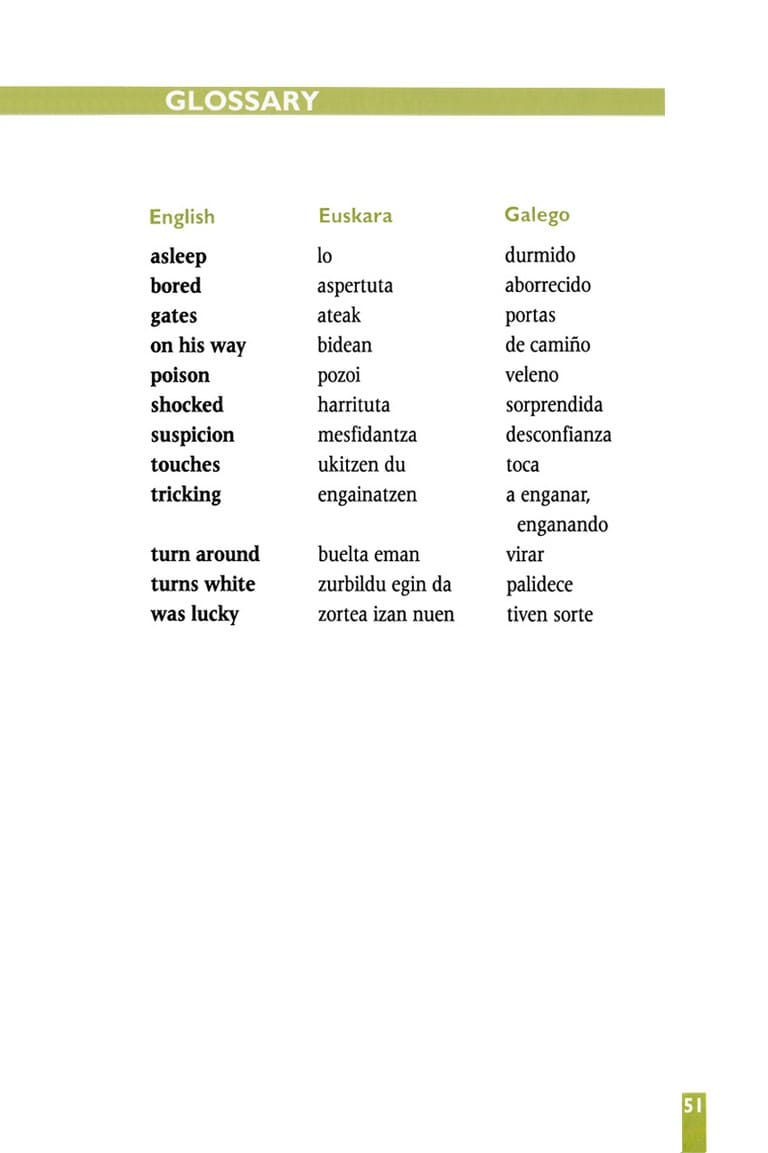 GLOSSARY
English Euskara Galego
asleep lo durmido
bored aspertuta aborrecido
gates ateak portas
on his way bidean de camiño
poison pozoi veleno
shocked harrituta sorprendida
suspicion mesfidantza desconfianza
touches ukitzen du toca
tricking engainatzen a enganar,
enganando
turn around buelta eman virar
turns white zurbildu egin da palidece
was lucky zortea izan nuen tiven sorte
51